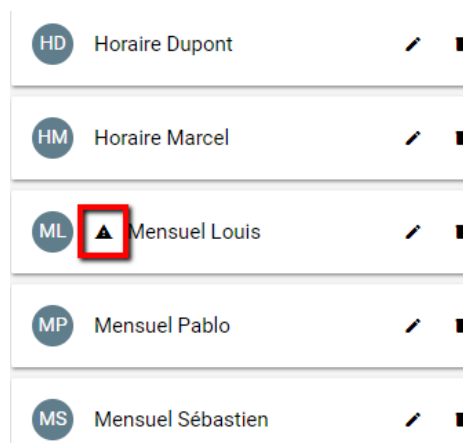 HD Horaire Dupont
HM Horaire Marcel
ML Mensuel Louis
MP Mensuel Pablo
MS Mensuel Sébastien